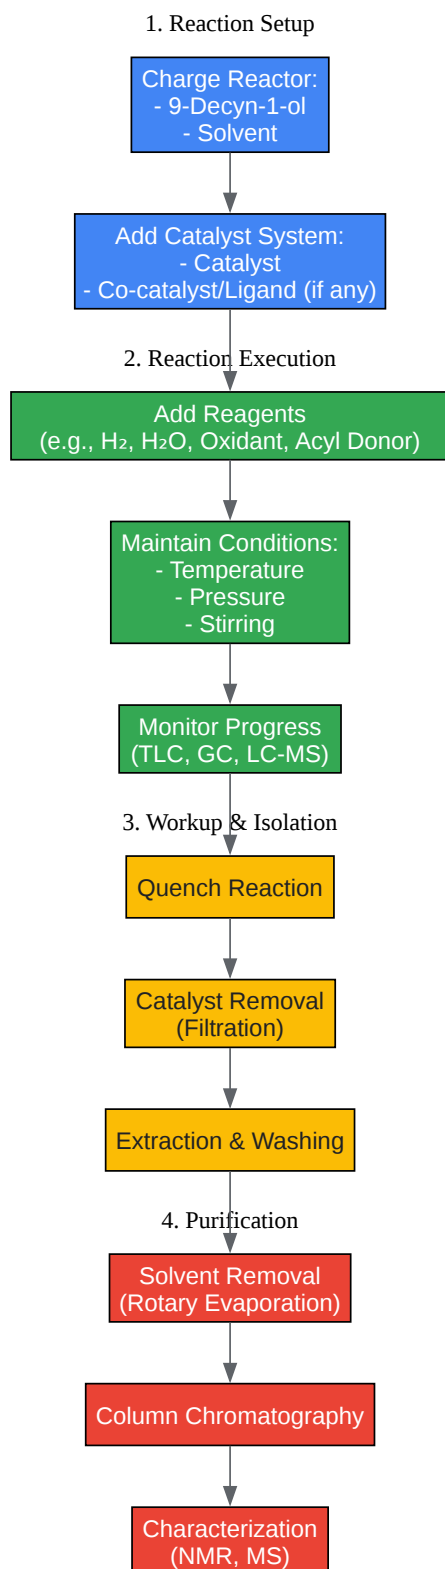 1. Reaction Setup
Charge Reactor:
- 9-Decyn-1-ol
- Solvent
Add Catalyst System:
- Catalyst
- Co-catalyst/Ligand (if any)
2. Reaction Execution
Add Reagents
(e.g., H₂, H₂O, Oxidant, Acyl Donor)
Maintain Conditions:
- Temperature
- Pressure
- Stirring
Monitor Progress
(TLC, GC, LC-MS)
3. Workup & Isolation
Quench Reaction
Catalyst Removal
(Filtration)
Extraction & Washing
4. Purification
Solvent Removal
(Rotary Evaporation)
Column Chromatography
Characterization
(NMR, MS)